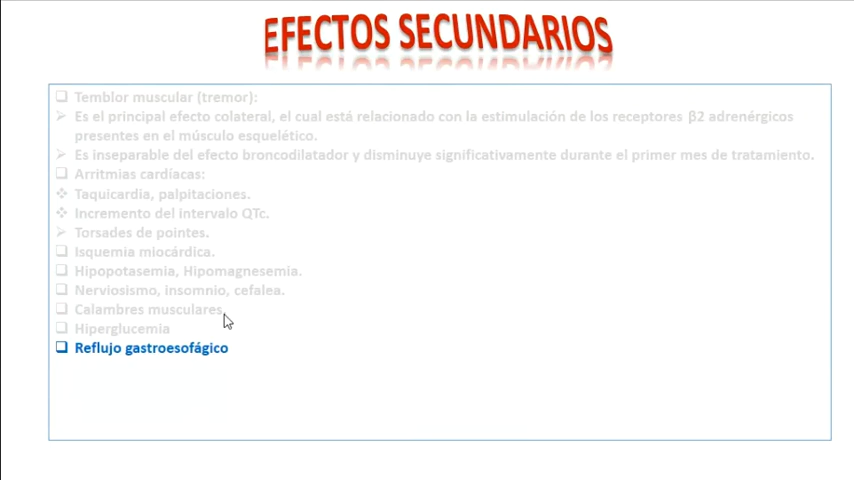 EFECTOS SECUNDARIOS
❑ Temblor muscular (tremor):
➢ Es el principal efecto colateral, el cual está relacionado con la estimulación de los receptores β2 adrenérgicos
presentes en el músculo esquelético.
➢ Es inseparable del efecto broncodilatador y disminuye significativamente durante el primer mes de tratamiento.
❑ Arritmias cardíacas:
❖ Taquicardia, palpitaciones.
❖ Incremento del intervalo QTc.
➢ Torsades de pointes.
❑ Isquemia miocárdica.
❑ Hipopotasemia, Hipomagnesemia.
❑ Nerviosismo, insomnio, cefalea.
❑ Calambres musculares.
❑ Hiperglucemia
❑ Reflujo gastroesofágico